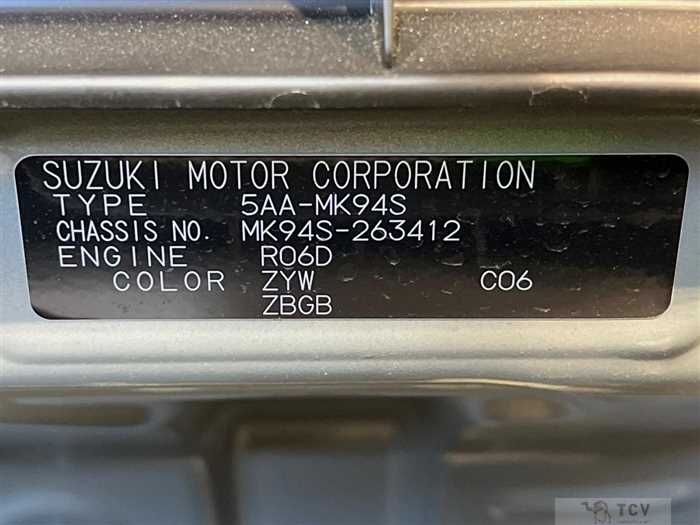 SUZUKI MOTOR CORPORATION
TYPE 5AA-MK94S
CHASSIS NO. MK94S-263412
ENGINE R06D
COLOR ZYW C06
ZBGB
TCV